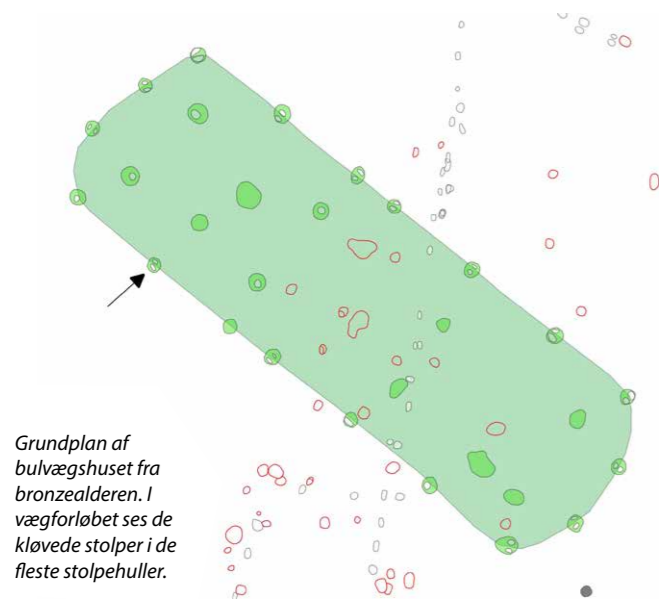 Grundplan af
bulvægshuset fra
bronzealderen. I
vægforløbet ses de
kløvede stolper i de
fleste stolpehuller.